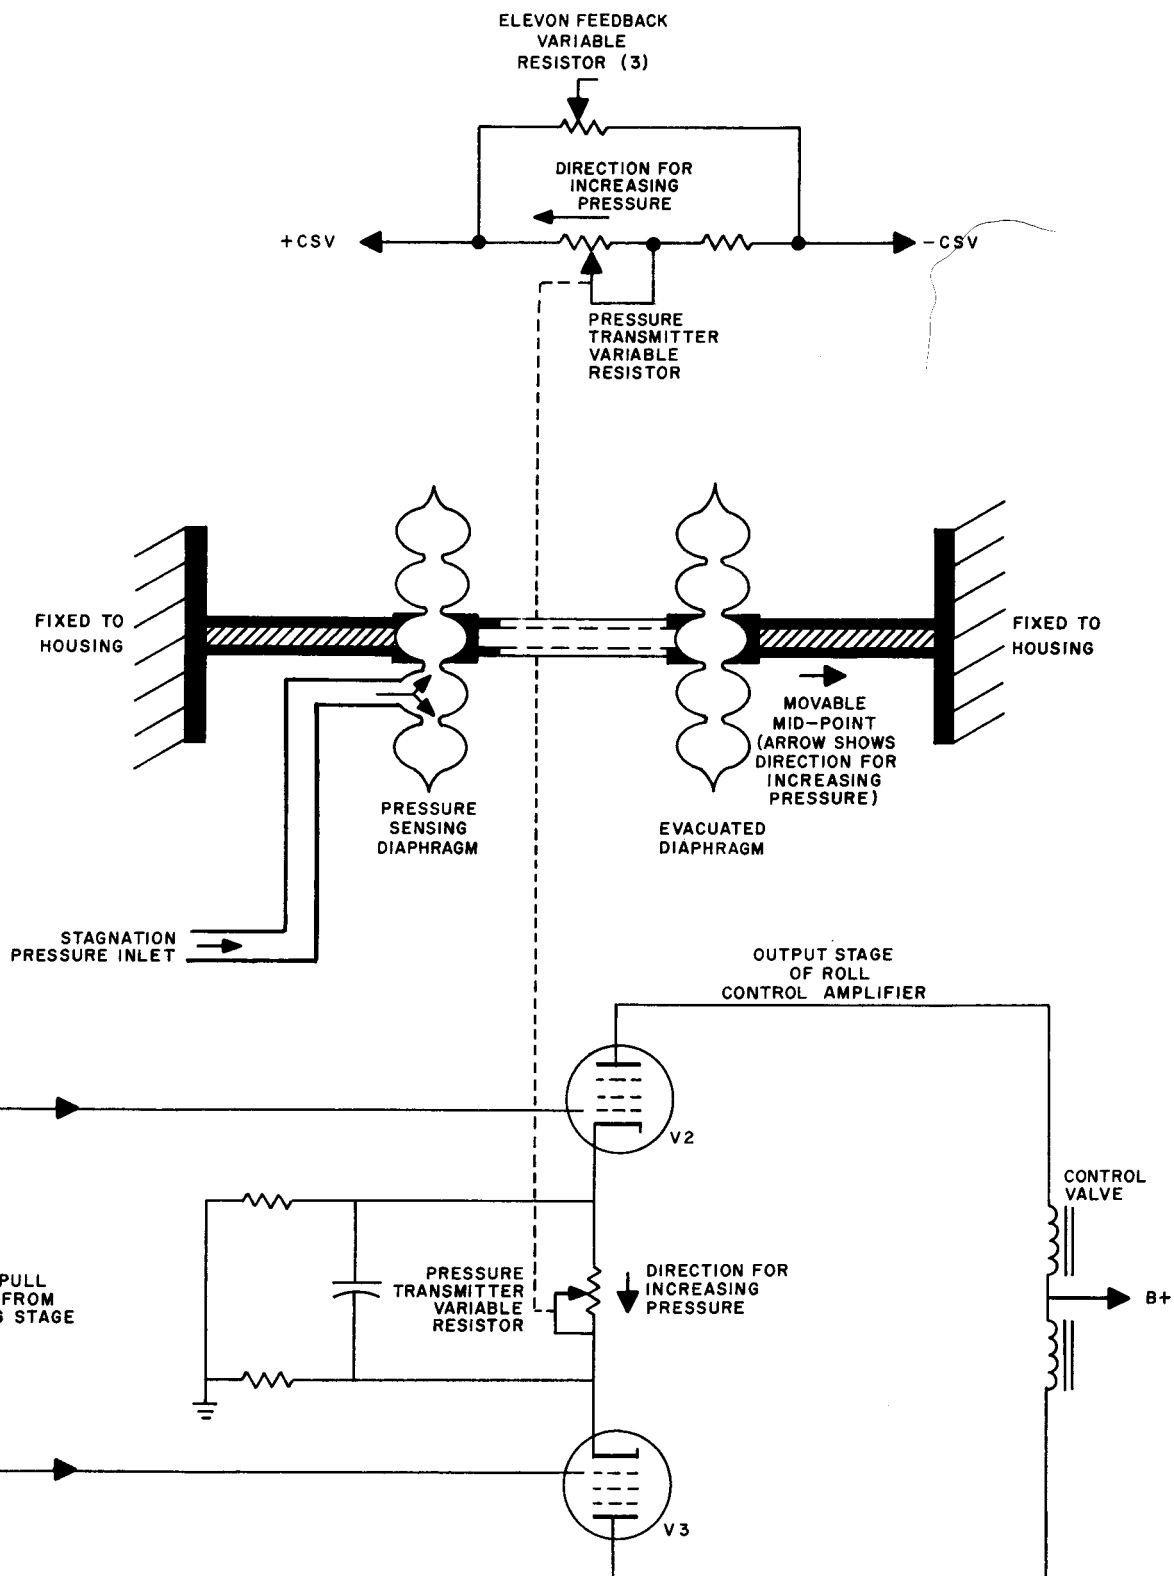 ELEVON FEEDBACK
VARIABLE
RESISTOR (3)
DIRECTION FOR
INCREASING
PRESSURE
+CSV
-CSV
PRESSURE
TRANSMITTER
VARIABLE
RESISTOR
FIXED TO
HOUSING
FIXED TO
HOUSING
MOVABLE
MID-POINT
(ARROW SHOWS
DIRECTION FOR
INCREASING
PRESSURE)
PRESSURE
SENSING
DIAPHRAGM
EVACUATED
DIAPHRAGM
STAGNATION
PRESSURE INLET
OUTPUT STAGE
OF ROLL
CONTROL AMPLIFIER
V2
CONTROL
VALVE
PULL
FROM
STAGE
PRESSURE
TRANSMITTER
VARIABLE
RESISTOR
DIRECTION FOR
INCREASING
PRESSURE
B+
V3